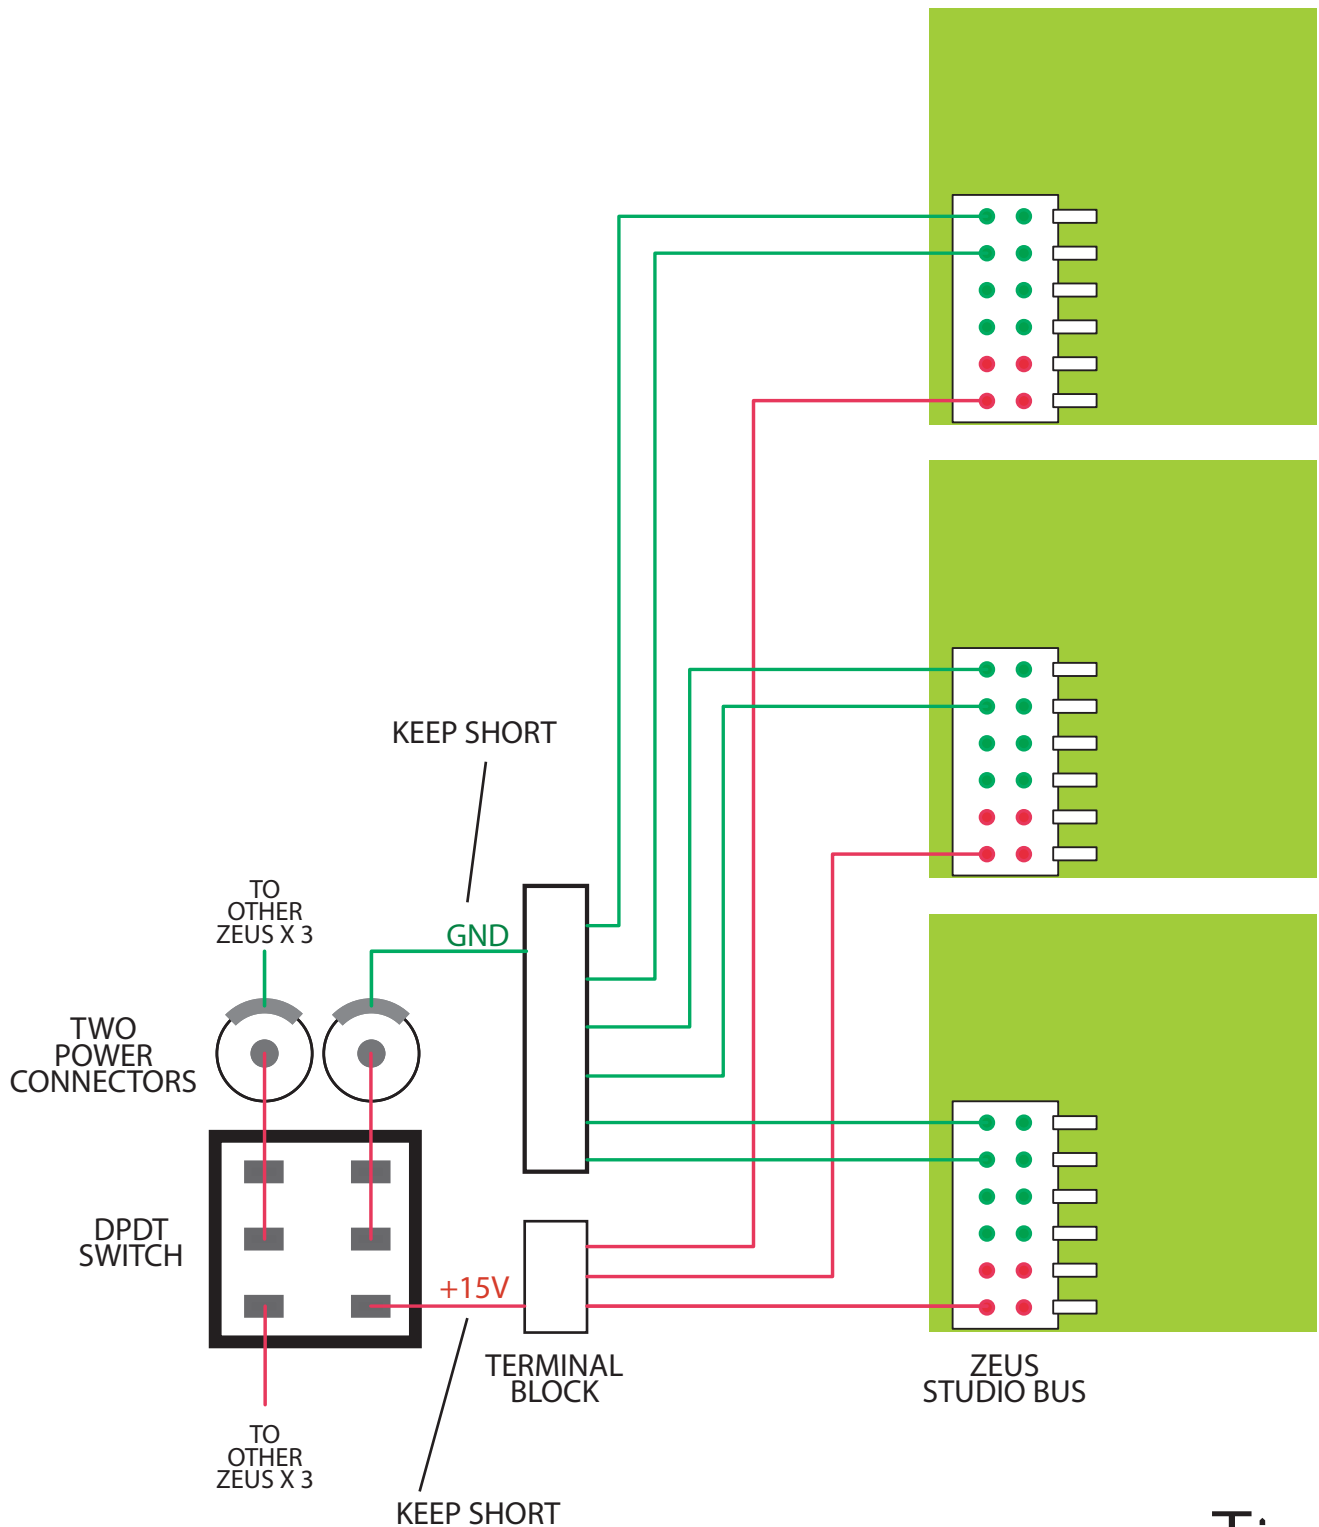 KEEP SHORT
TO
OTHER
ZEUS X 3
GND
TWO
POWER
CONNECTORS
DPDT
SWITCH
+15V
TERMINAL
BLOCK
ZEUS
STUDIO BUS
TO
OTHER
ZEUS X 3
KEEP SHORT